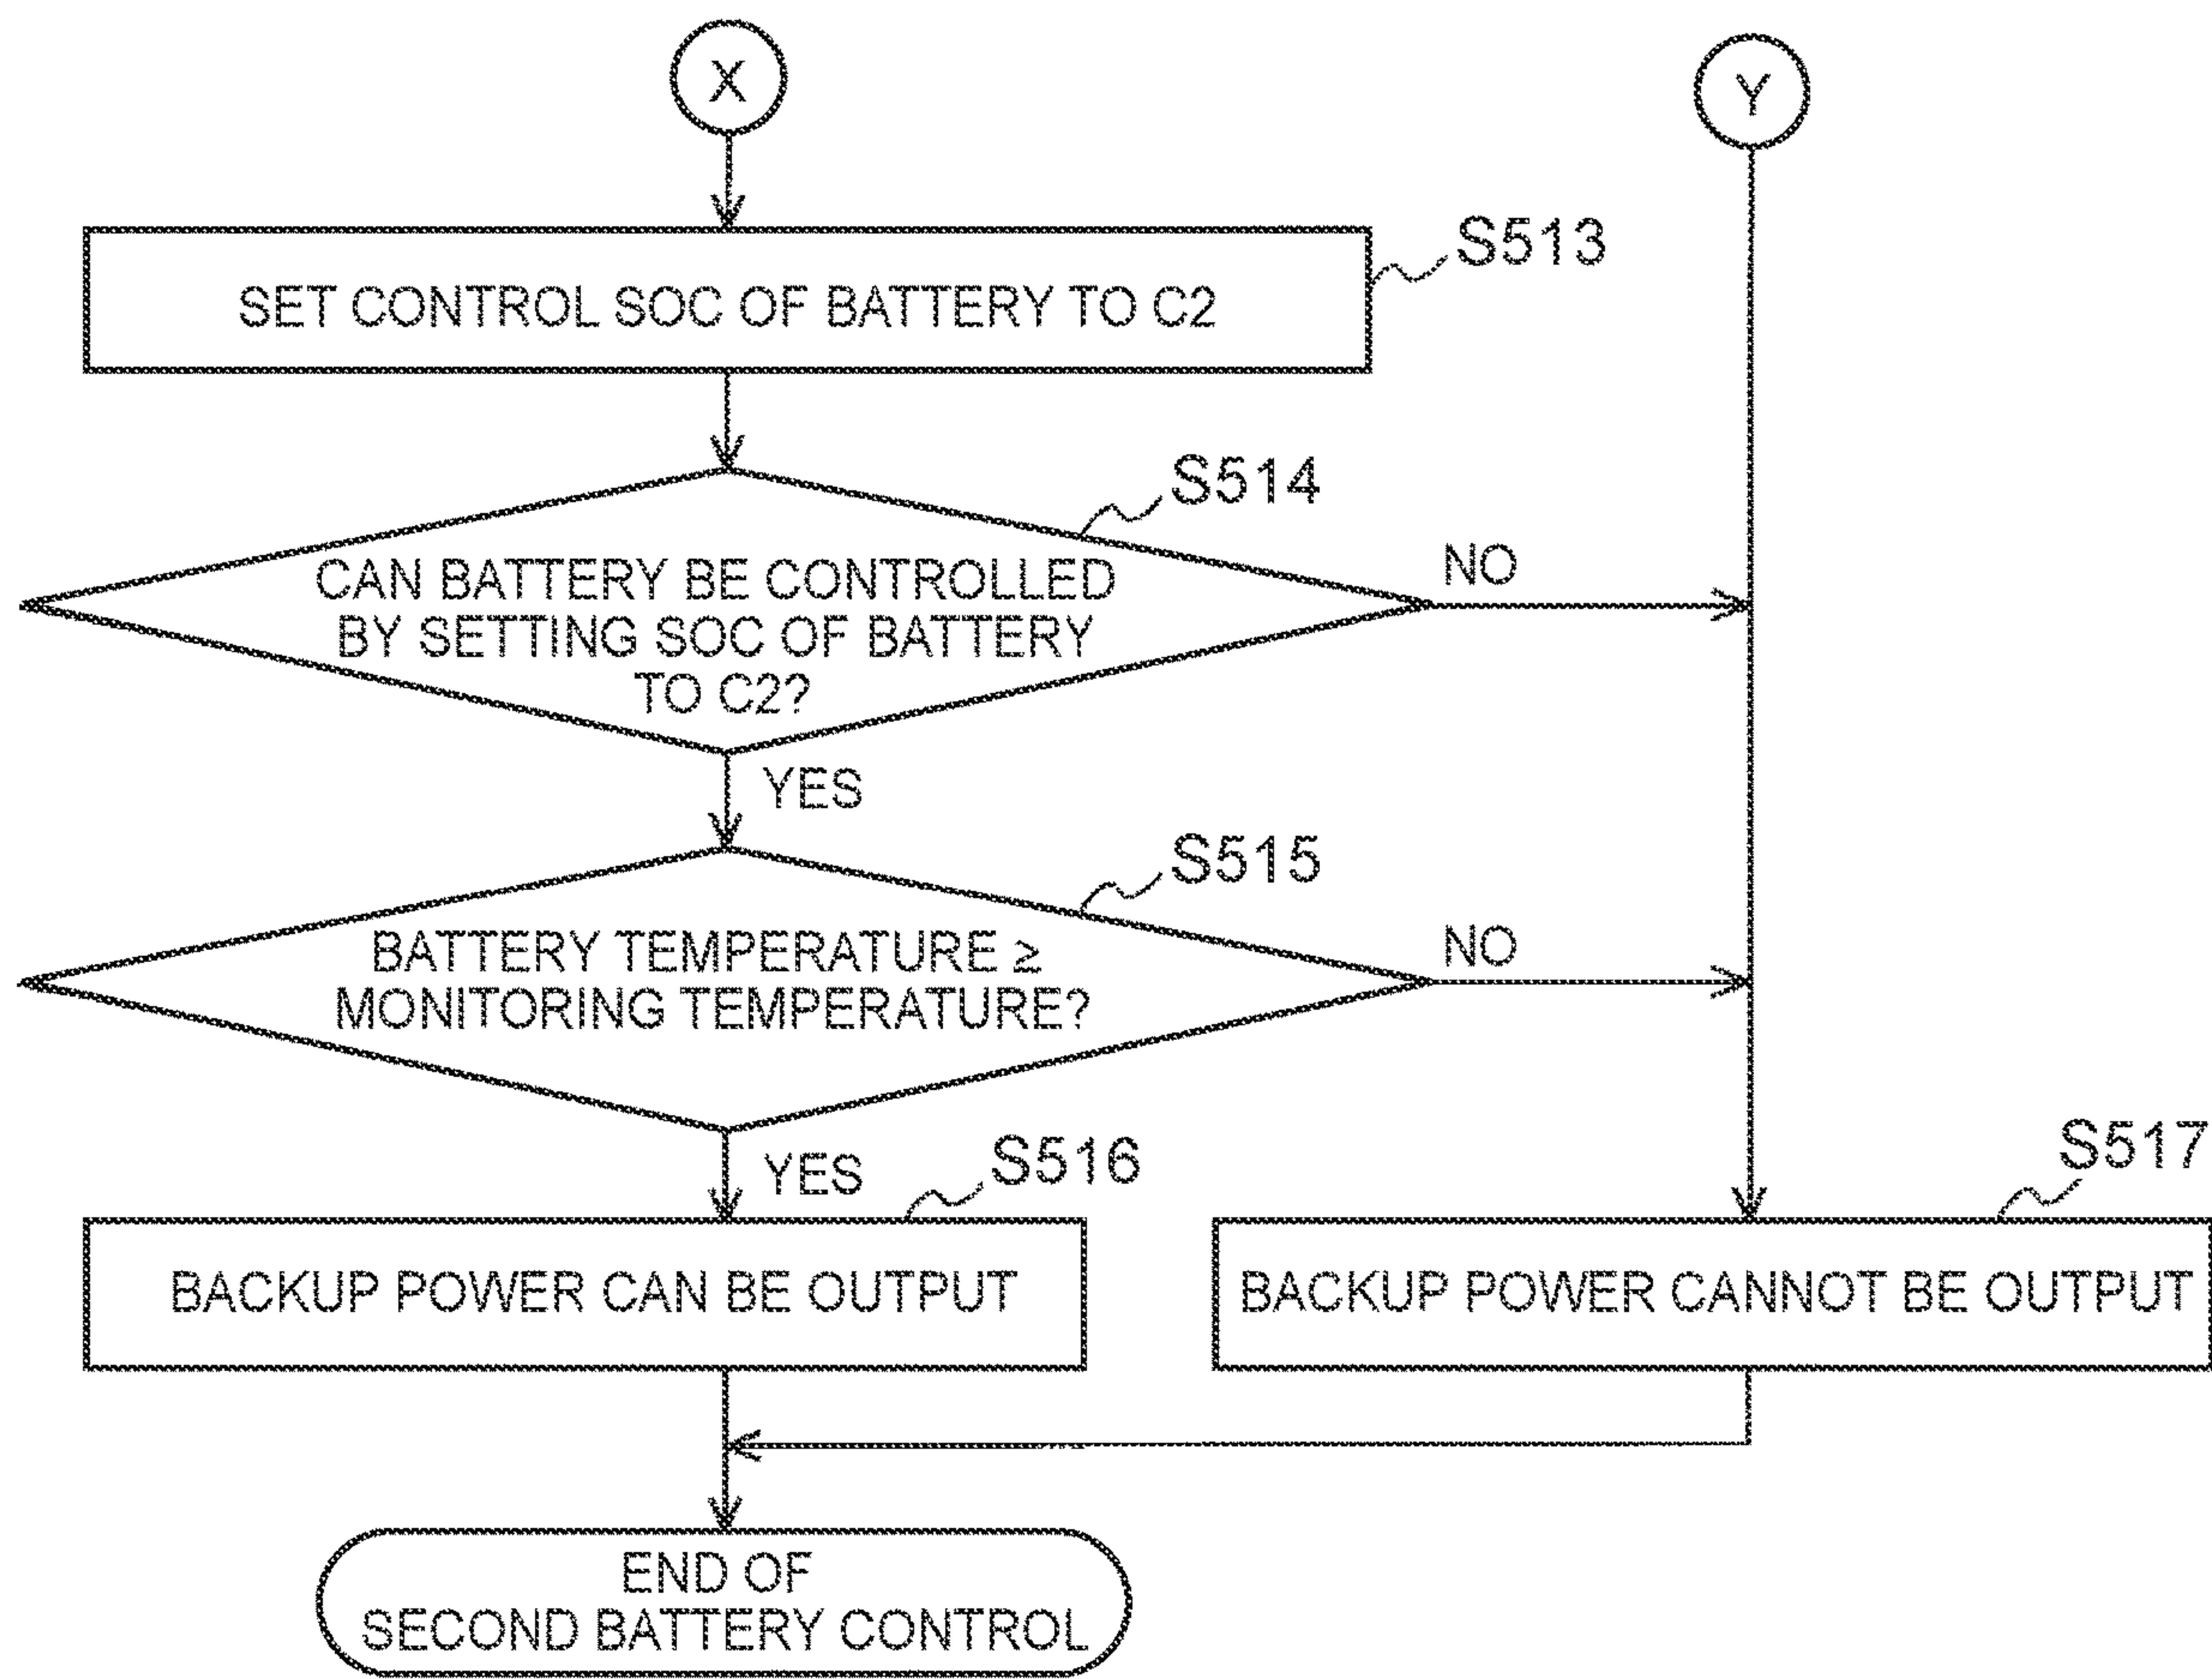 X
Y
S513
SET CONTROL SOC OF BATTERY TO C2
S514
CAN BATTERY BE CONTROLLED
BY SETTING SOC OF BATTERY
TO C2?
NO
YES
S515
BATTERY TEMPERATURE ≥
MONITORING TEMPERATURE?
NO
YES
S516
S517
BACKUP POWER CAN BE OUTPUT
BACKUP POWER CANNOT BE OUTPUT
END OF
SECOND BATTERY CONTROL